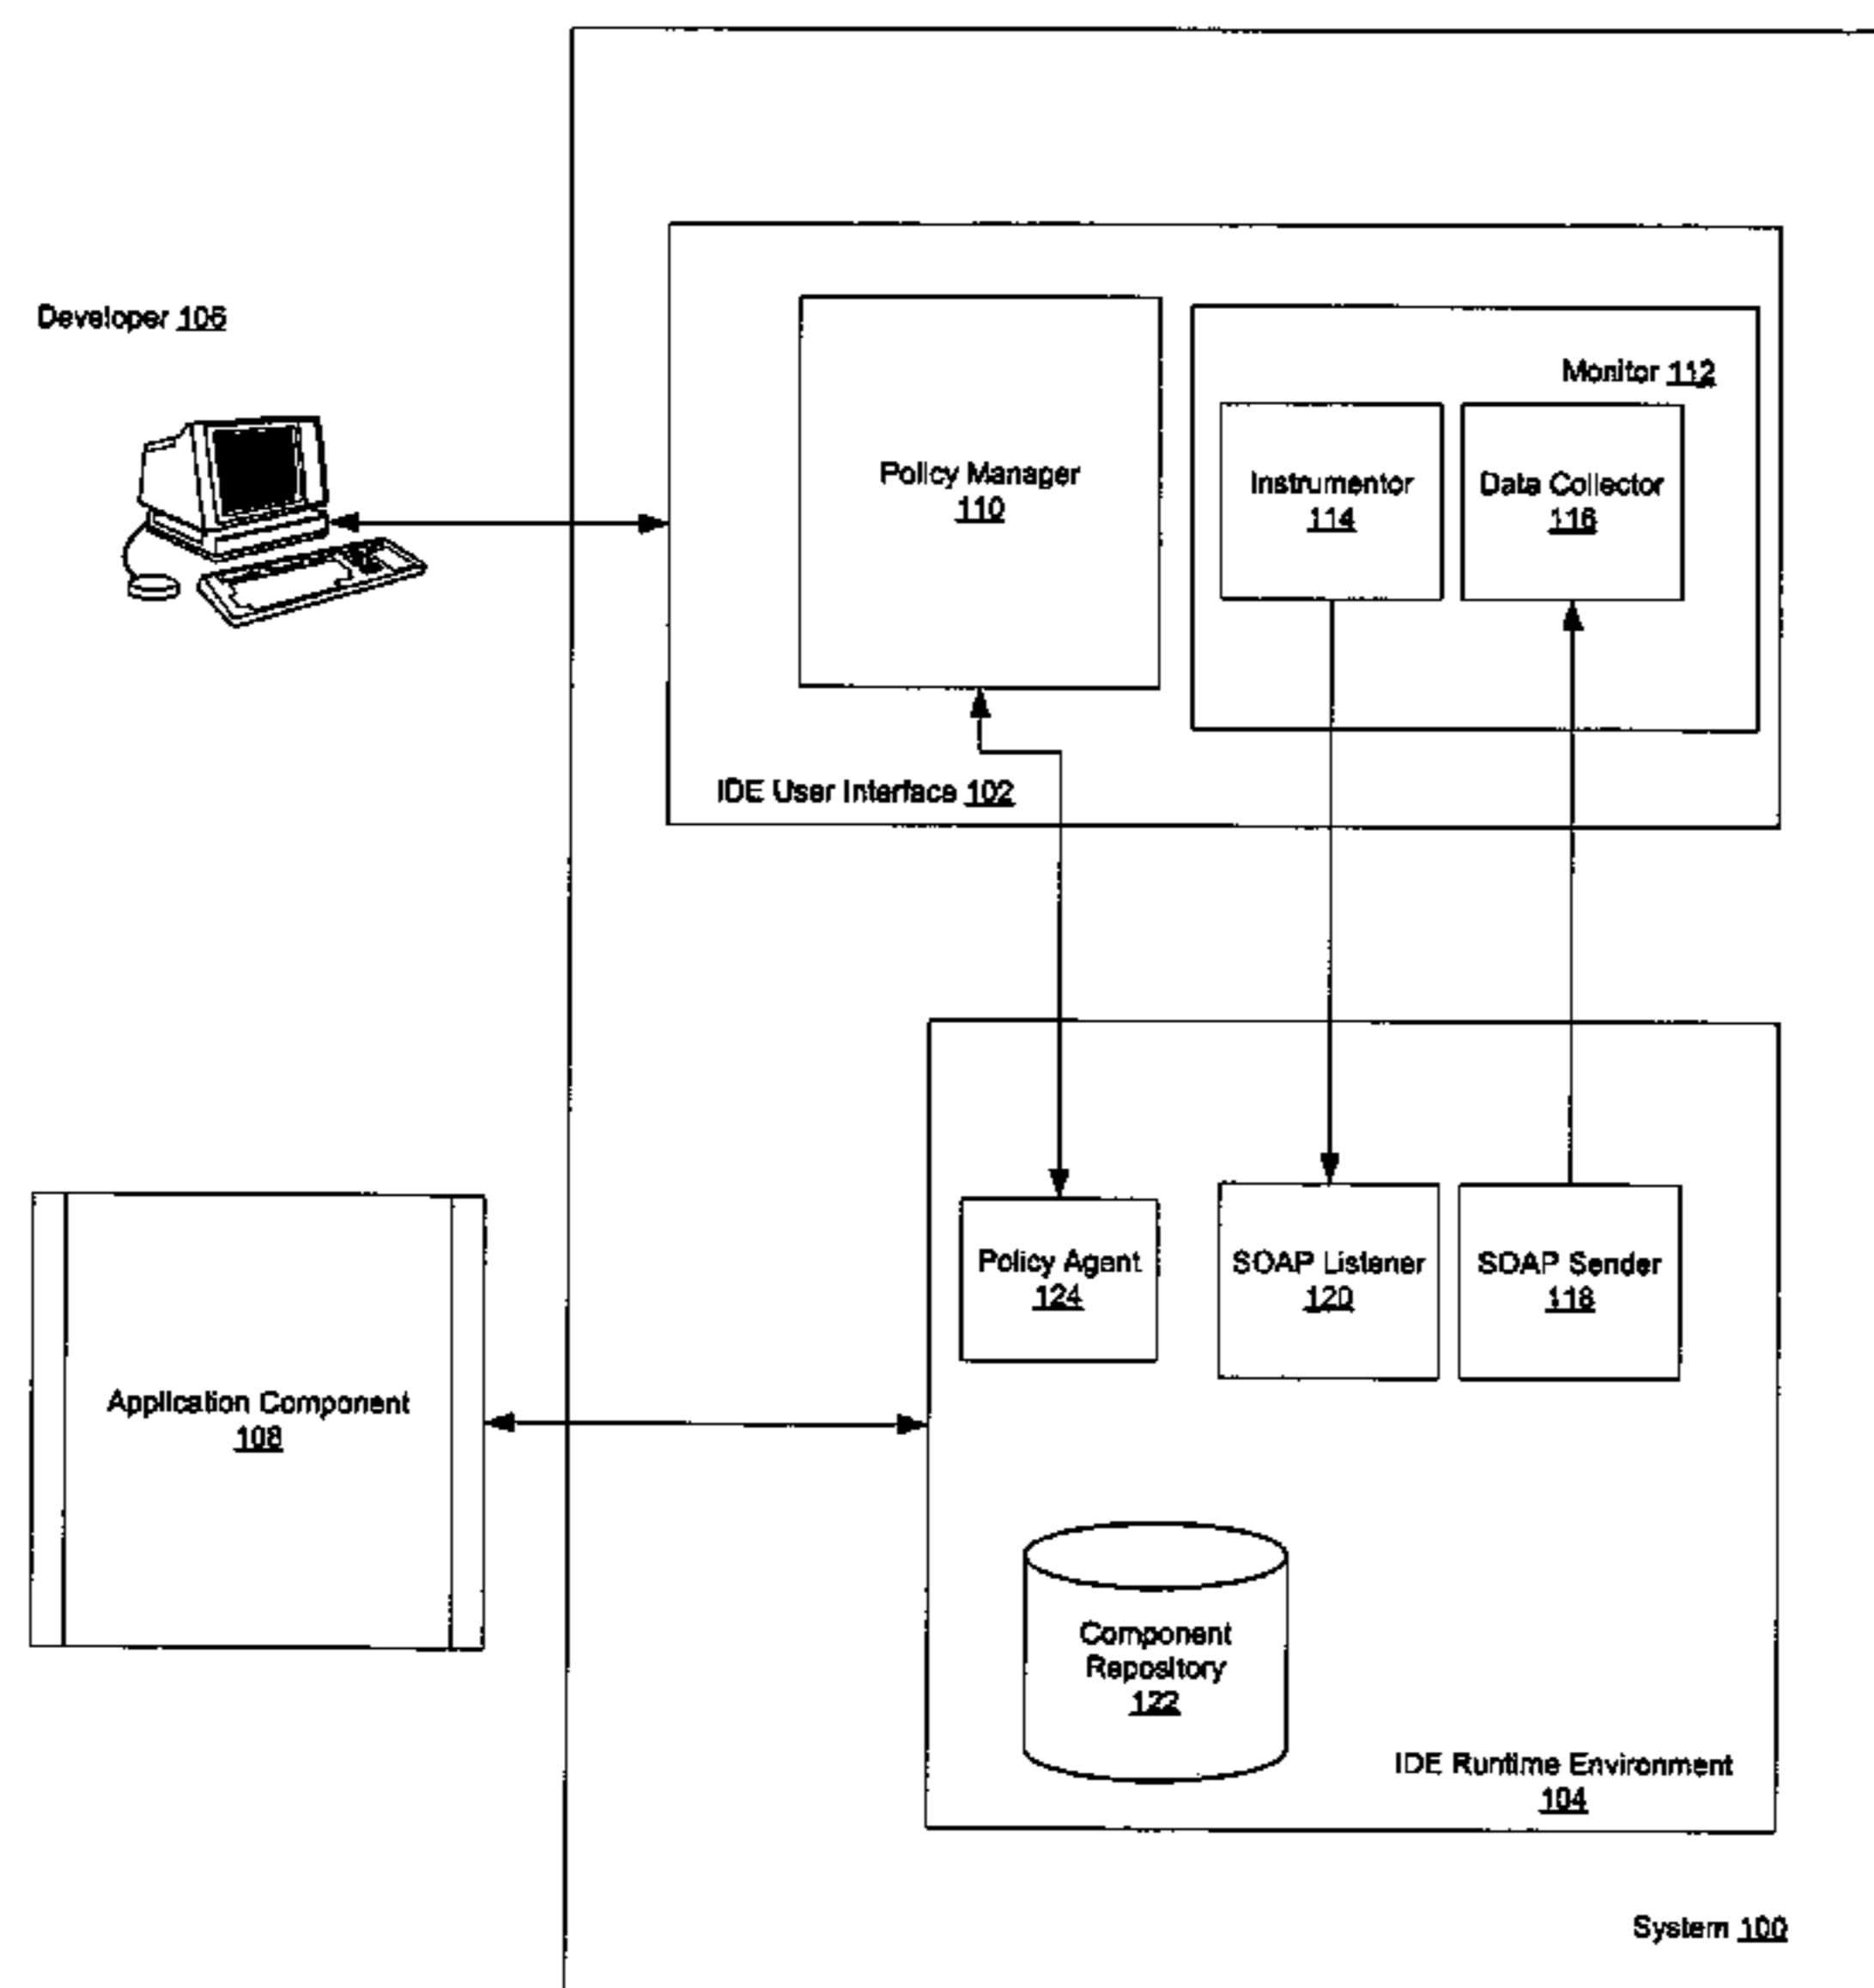 Developer 106
Monitor 112
Policy Manager
110
Instrumentor
114
Data Collector
116
IDE User Interface 102
Policy Agent
124
SOAP Listener
120
SOAP Sender
118
Application Component
108
Component
Repository
122
IDE Runtime Environment
104
System 100